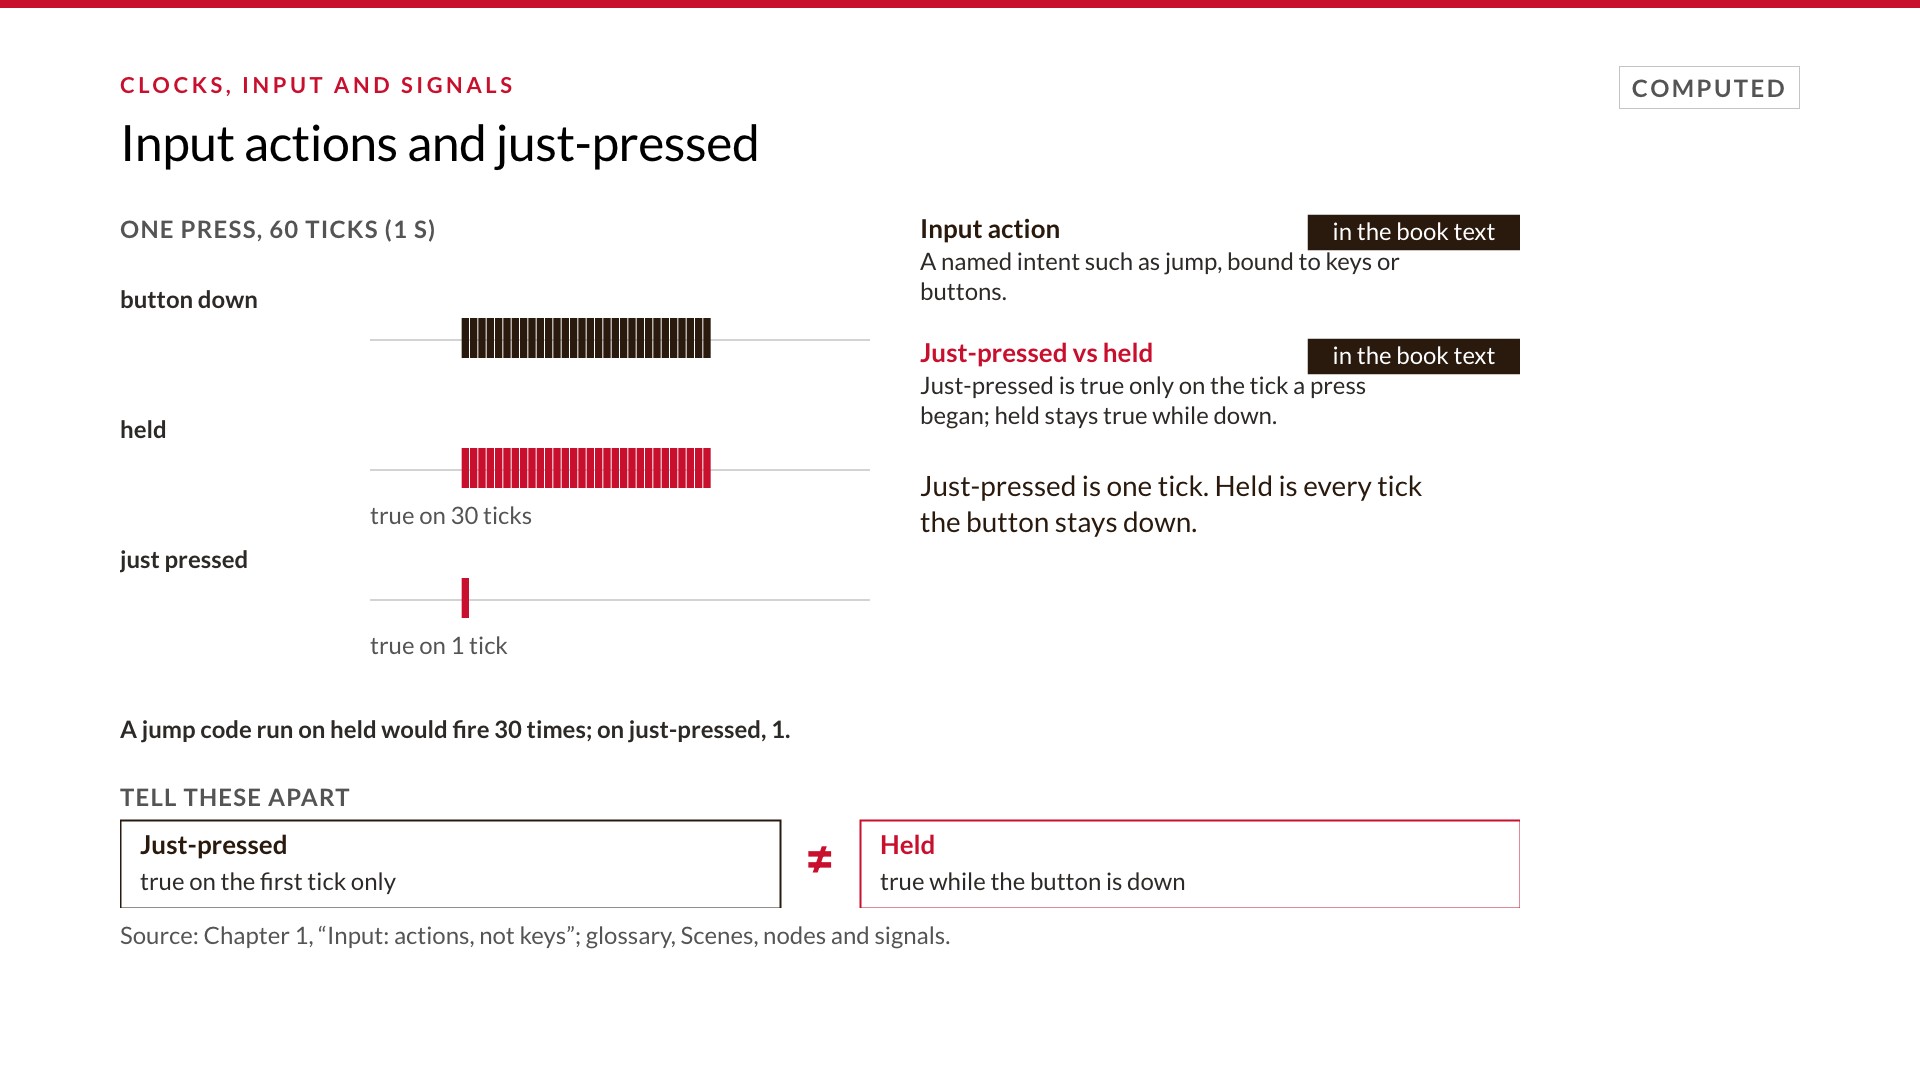 CLOCKS, INPUT AND SIGNALS
COMPUTED
Input actions and just-pressed
ONE PRESS, 60 TICKS (1 S)
button down
held
true on 30 ticks
just pressed
true on 1 tick
Input action
in the book text
A named intent such as jump, bound to keys or
buttons.
Just-pressed vs held
in the book text
Just-pressed is true only on the tick a press
began; held stays true while down.
Just-pressed is one tick. Held is every tick
the button stays down.
A jump code run on held would fire 30 times; on just-pressed, 1.
TELL THESE APART
Just-pressed
true on the first tick only
≠
Held
true while the button is down
Source: Chapter 1, “Input: actions, not keys”; glossary, Scenes, nodes and signals.